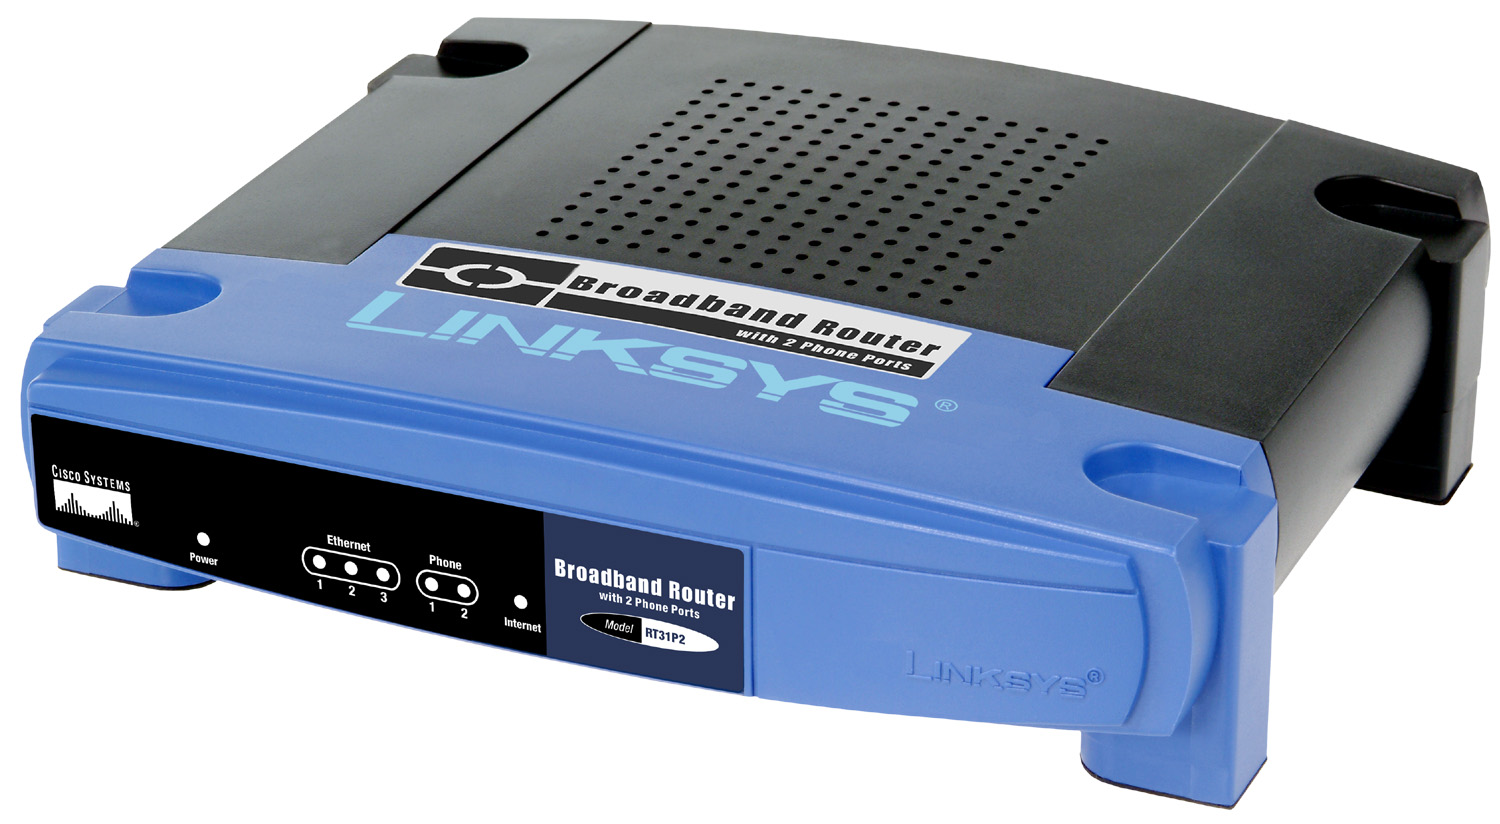 Broadband Router
with 2 Phone Ports
LINKSYS®
CISCO SYSTEMS
®
Power
Ethernet
1 2 3
Phone
1 2
Internet
Broadband Router
with 2 Phone Ports
Model RT31P2
LINKSYS®